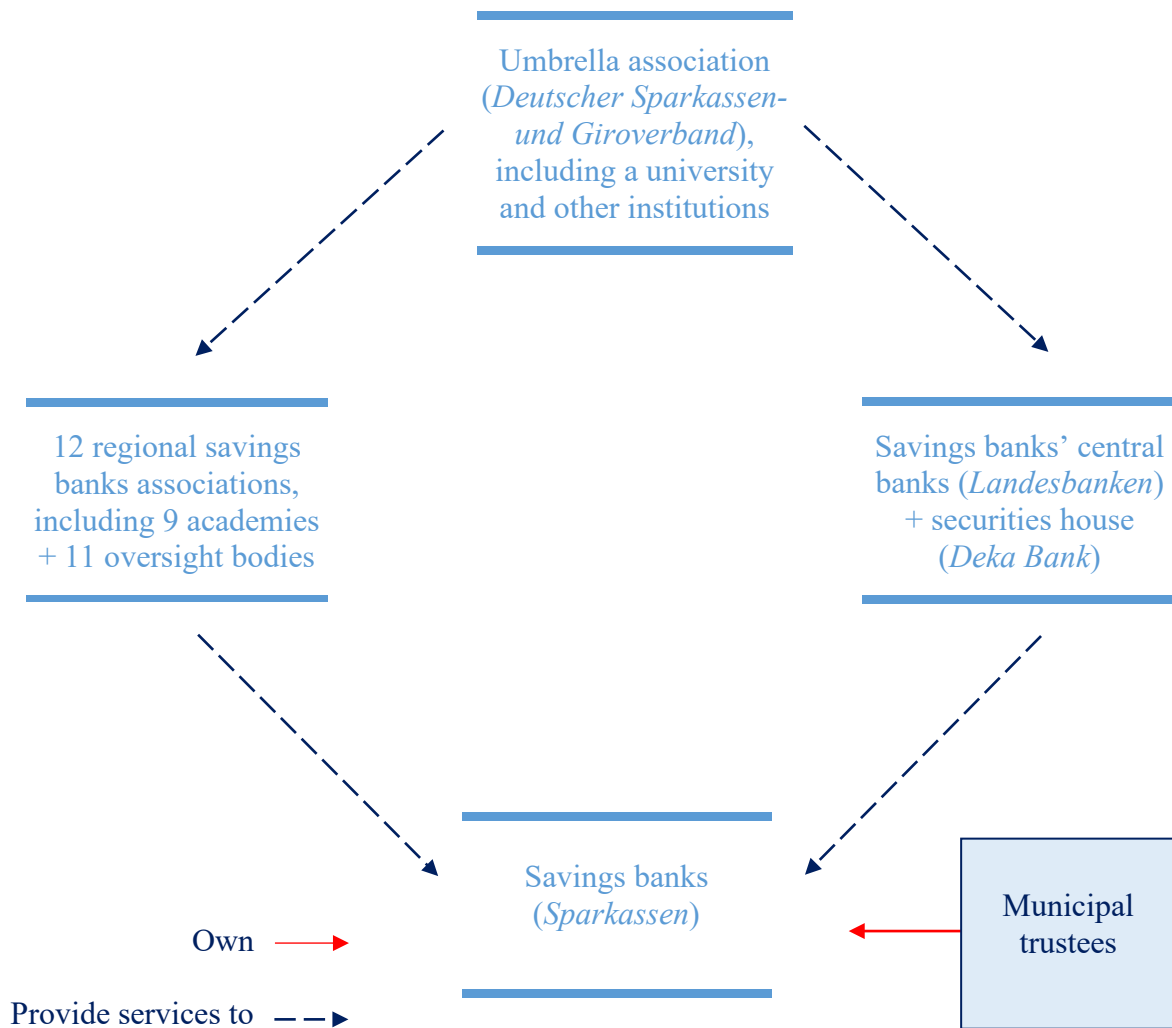 Umbrella association
(Deutscher Sparkassen-
und Giroverband),
including a university
and other institutions
12 regional savings
banks associations,
including 9 academies
+ 11 oversight bodies
Savings banks’ central
banks (Landesbanken)
+ securities house
(Deka Bank)
Savings banks
(Sparkassen)
Municipal
trustees
Own
Provide services to